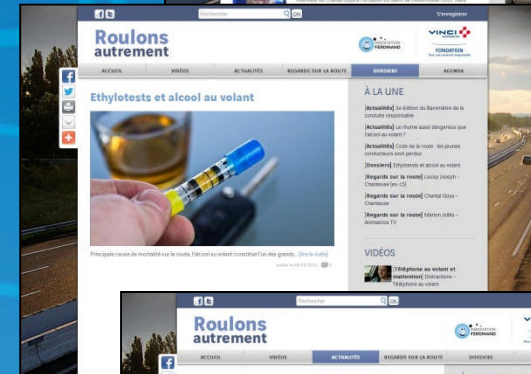 Rechercher OK S'enregistrer
Roulons
autrement
ASSOCIATION
FERDINAND
VINCI
FONDATION
ACCUEIL VIDÉOS ACTUALITÉS REGARDS SUR LA ROUTE DOSSIERS AGENDA
Ethylotests et alcool au volant
Principale cause de mortalité sur la route, l'alcool au volant constitue l'un des grands... [lire la suite]
À LA UNE
[Actualités] 3e édition du Baromètre de la
conduite responsable
[Actualités] Le rhume aussi dangereux que
l'alcool au volant ?
[Actualités] Code de la route : les jeunes
conducteurs sont perdus
[Dossiers] Ethylotests et alcool au volant
[Regards sur la route] Louisy Joseph -
Chanteuse (ex-L5)
[Regards sur la route] Chantal Goya -
Chanteuse
[Regards sur la route] Marion Jollès -
Animatrice TV
VIDÉOS
[Téléphone au volant et
inattention] Distractions -
Téléphone au volant
Rechercher OK
Roulons
autrement
ASSOCIATION
FERDINAND
ACCUEIL VIDÉOS ACTUALITÉS REGARDS SUR LA ROUTE DOSSIERS